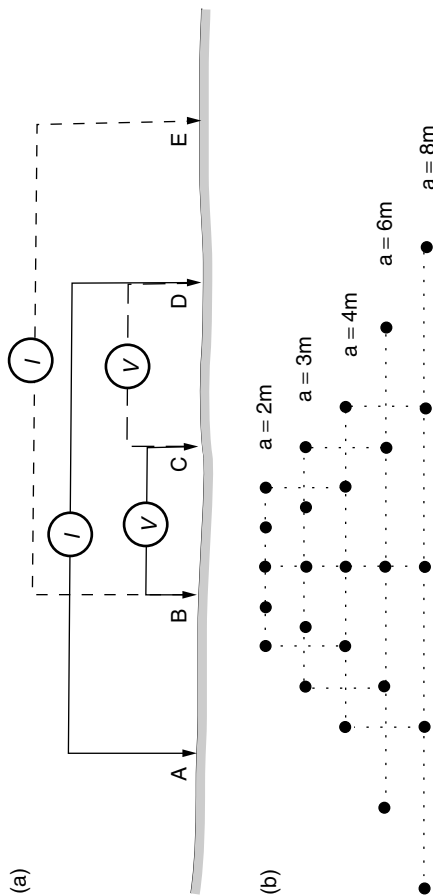 (a)
I
I
V
V
A
B
C
D
E
(b)
a = 2m
a = 3m
a = 4m
a = 6m
a = 8m